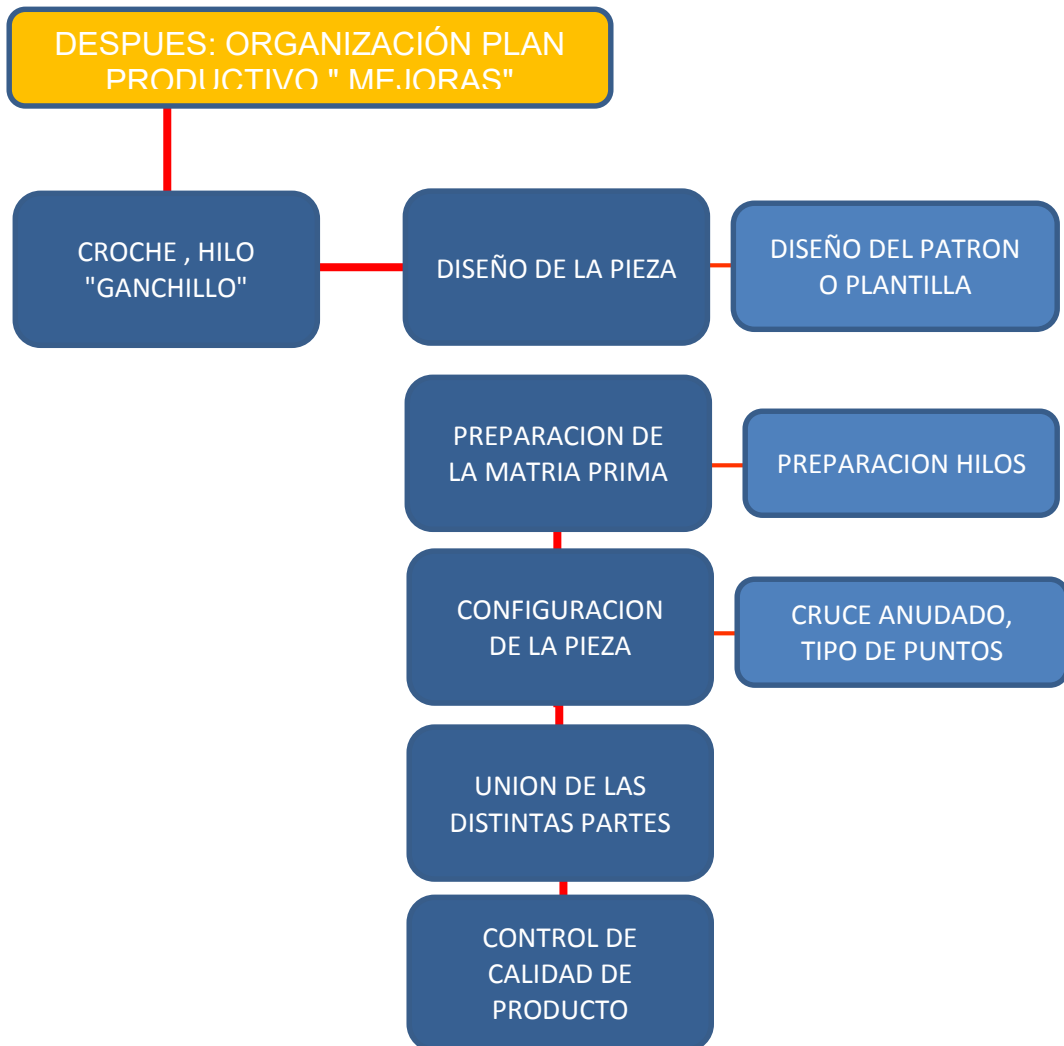 DESPUES: ORGANIZACIÓN PLAN
PRODUCTIVO " MEJORAS"
CROCHE , HILO
"GANCHILLO"
DISEÑO DE LA PIEZA
DISEÑO DEL PATRON
O PLANTILLA
PREPARACION DE
LA MATRIA PRIMA
PREPARACION HILOS
CONFIGURACION
DE LA PIEZA
CRUCE ANUDADO,
TIPO DE PUNTOS
UNION DE LAS
DISTINTAS PARTES
CONTROL DE
CALIDAD DE
PRODUCTO